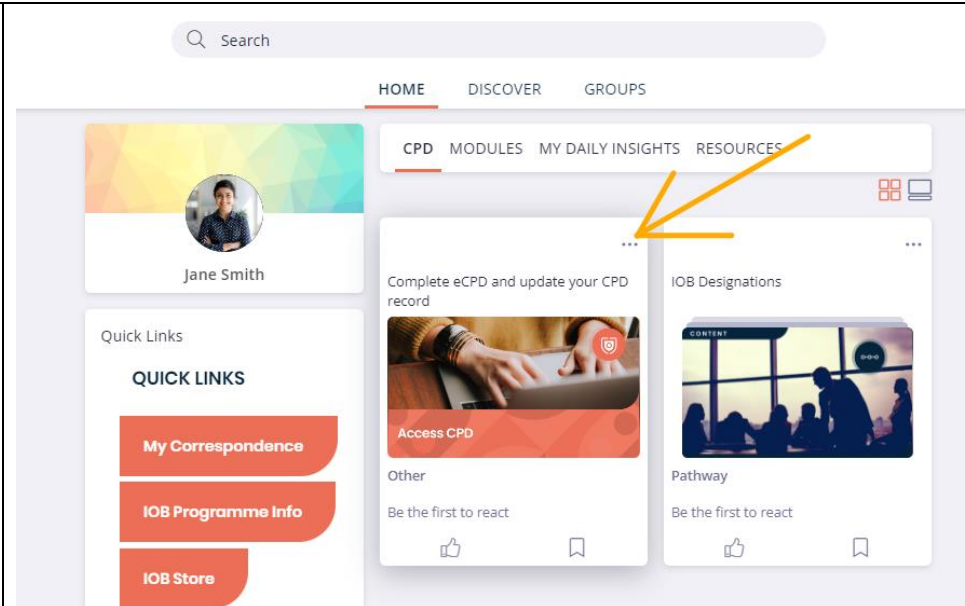 Search
HOME DISCOVER GROUPS
Jane Smith
Quick Links
QUICK LINKS
My Correspondence
IOB Programme Info
IOB Store
CPD MODULES MY DAILY INSIGHTS RESOURCES
Complete eCPD and update your CPD
record
Access CPD
Other
Be the first to react
IOB Designations
CONTENT
Pathway
Be the first to react